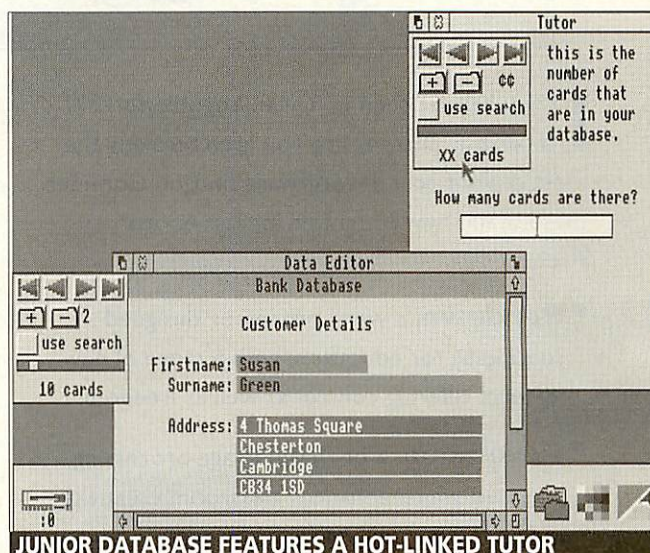 Tutor
this is the
number of
cards that
are in your
database.
¢¢
use search
XX cards
How many cards are there?
Data Editor
Bank Database
2
use search
10 cards
Customer Details
Firstname: Susan
Surname: Green
Address: 4 Thomas Square
Chesterton
Cambridge
CB34 1SD
:0
JUNIOR DATABASE FEATURES A HOT-LINKED TUTOR